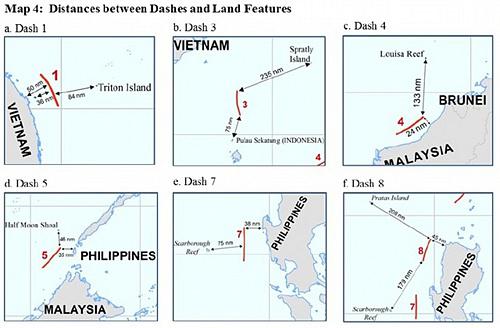 Map 4: Distances between Dashes and Land Features
a. Dash 1
b. Dash 3
c. Dash 4
1
50 nm
36 nm
84 nm
Triton Island
VIETNAM
VIETNAM
Spratly
Island
235 nm
3
75 nm
Pulau Sekatung (INDONESIA)
4
Louisa Reef
133 nm
BRUNEI
4
24 nm
MALAYSIA
d. Dash 5
e. Dash 7
f. Dash 8
Half Moon Shoal
46 nm
35 nm
5
PHILIPPINES
MALAYSIA
38 nm
7
75 nm
Scarborough
Reef
PHILIPPINES
Pratas Island
208 nm
45 nm
8
179 nm
Scarborough
Reef
7
PHILIPPINES